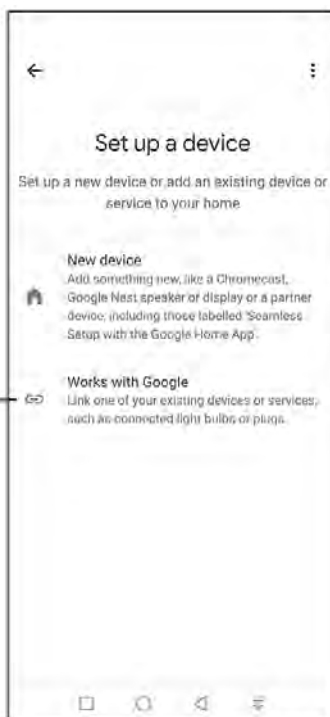 Set up a device
Set up a new device or add an existing device or
service to your home
New device
Add something new, like a Chromecast,
Google Nest speaker or display or a partner
device, including those labelled 'Seamless
Setup with the Google Home App'.
Works with Google
Link one of your existing devices or services,
such as connected light bulbs or plugs.